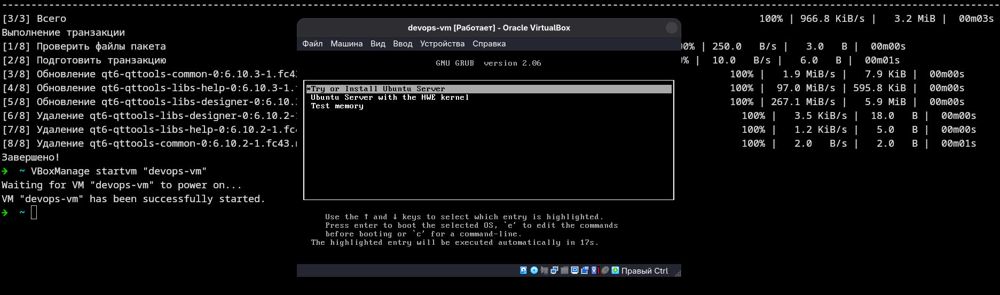 [3/3] Всего 100% | 966.8 KiB/s | 3.2 MiB | 00m03s
Выполнение транзакции
[1/8] Проверить файлы пакета 00% | 250.0 B/s | 3.0 B | 00m00s
[2/8] Подготовить транзакцию % | 10.0 B/s | 6.0 B | 00m01s
[3/8] Обновление qt6-qttools-common-0:6.10.3-1.fc43 100% | 1.9 MiB/s | 7.9 KiB | 00m00s
[4/8] Обновление qt6-qttools-libs-help-0:6.10.3-1. 100% | 97.0 MiB/s | 595.8 KiB | 00m00s
[5/8] Обновление qt6-qttools-libs-designer-0:6.10. 100% | 267.1 MiB/s | 5.9 MiB | 00m00s
[6/8] Удаление qt6-qttools-libs-designer-0:6.10.2- 100% | 3.5 KiB/s | 18.0 B | 00m00s
[7/8] Удаление qt6-qttools-libs-help-0:6.10.2-1.fc 100% | 1.2 KiB/s | 5.0 B | 00m00s
[8/8] Удаление qt6-qttools-common-0:6.10.2-1.fc43. 100% | 2.0 B/s | 2.0 B | 00m01s
Завершено!
➜ ~ VBoxManage startvm "devops-vm"
Waiting for VM "devops-vm" to power on...
VM "devops-vm" has been successfully started.
➜ ~
devops-vm [Работает] - Oracle VirtualBox
Файл Машина Вид Ввод Устройства Справка
GNU GRUB version 2.06
*Try or Install Ubuntu Server
Ubuntu Server with the HWE kernel
Test memory
Use the ↑ and ↓ keys to select which entry is highlighted.
Press enter to boot the selected OS, `e' to edit the commands
before booting or `c' for a command-line.
The highlighted entry will be executed automatically in 17s.
Правый Ctrl